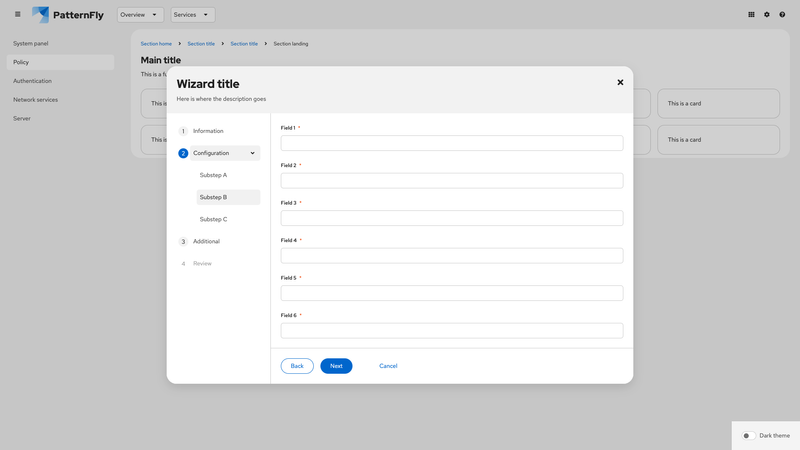 PatternFly
Overview
Services
System panel
Policy
Authentication
Network services
Server
Section home
Section title
Section title
Section landing
Main title
This is a fu
This is
This is a card
This is
This is a card
Wizard title
Here is where the description goes
1 Information
2 Configuration
Substep A
Substep B
Substep C
3 Additional
4 Review
Field 1 *
Field 2 *
Field 3 *
Field 4 *
Field 5 *
Field 6 *
Back
Next
Cancel
Dark theme